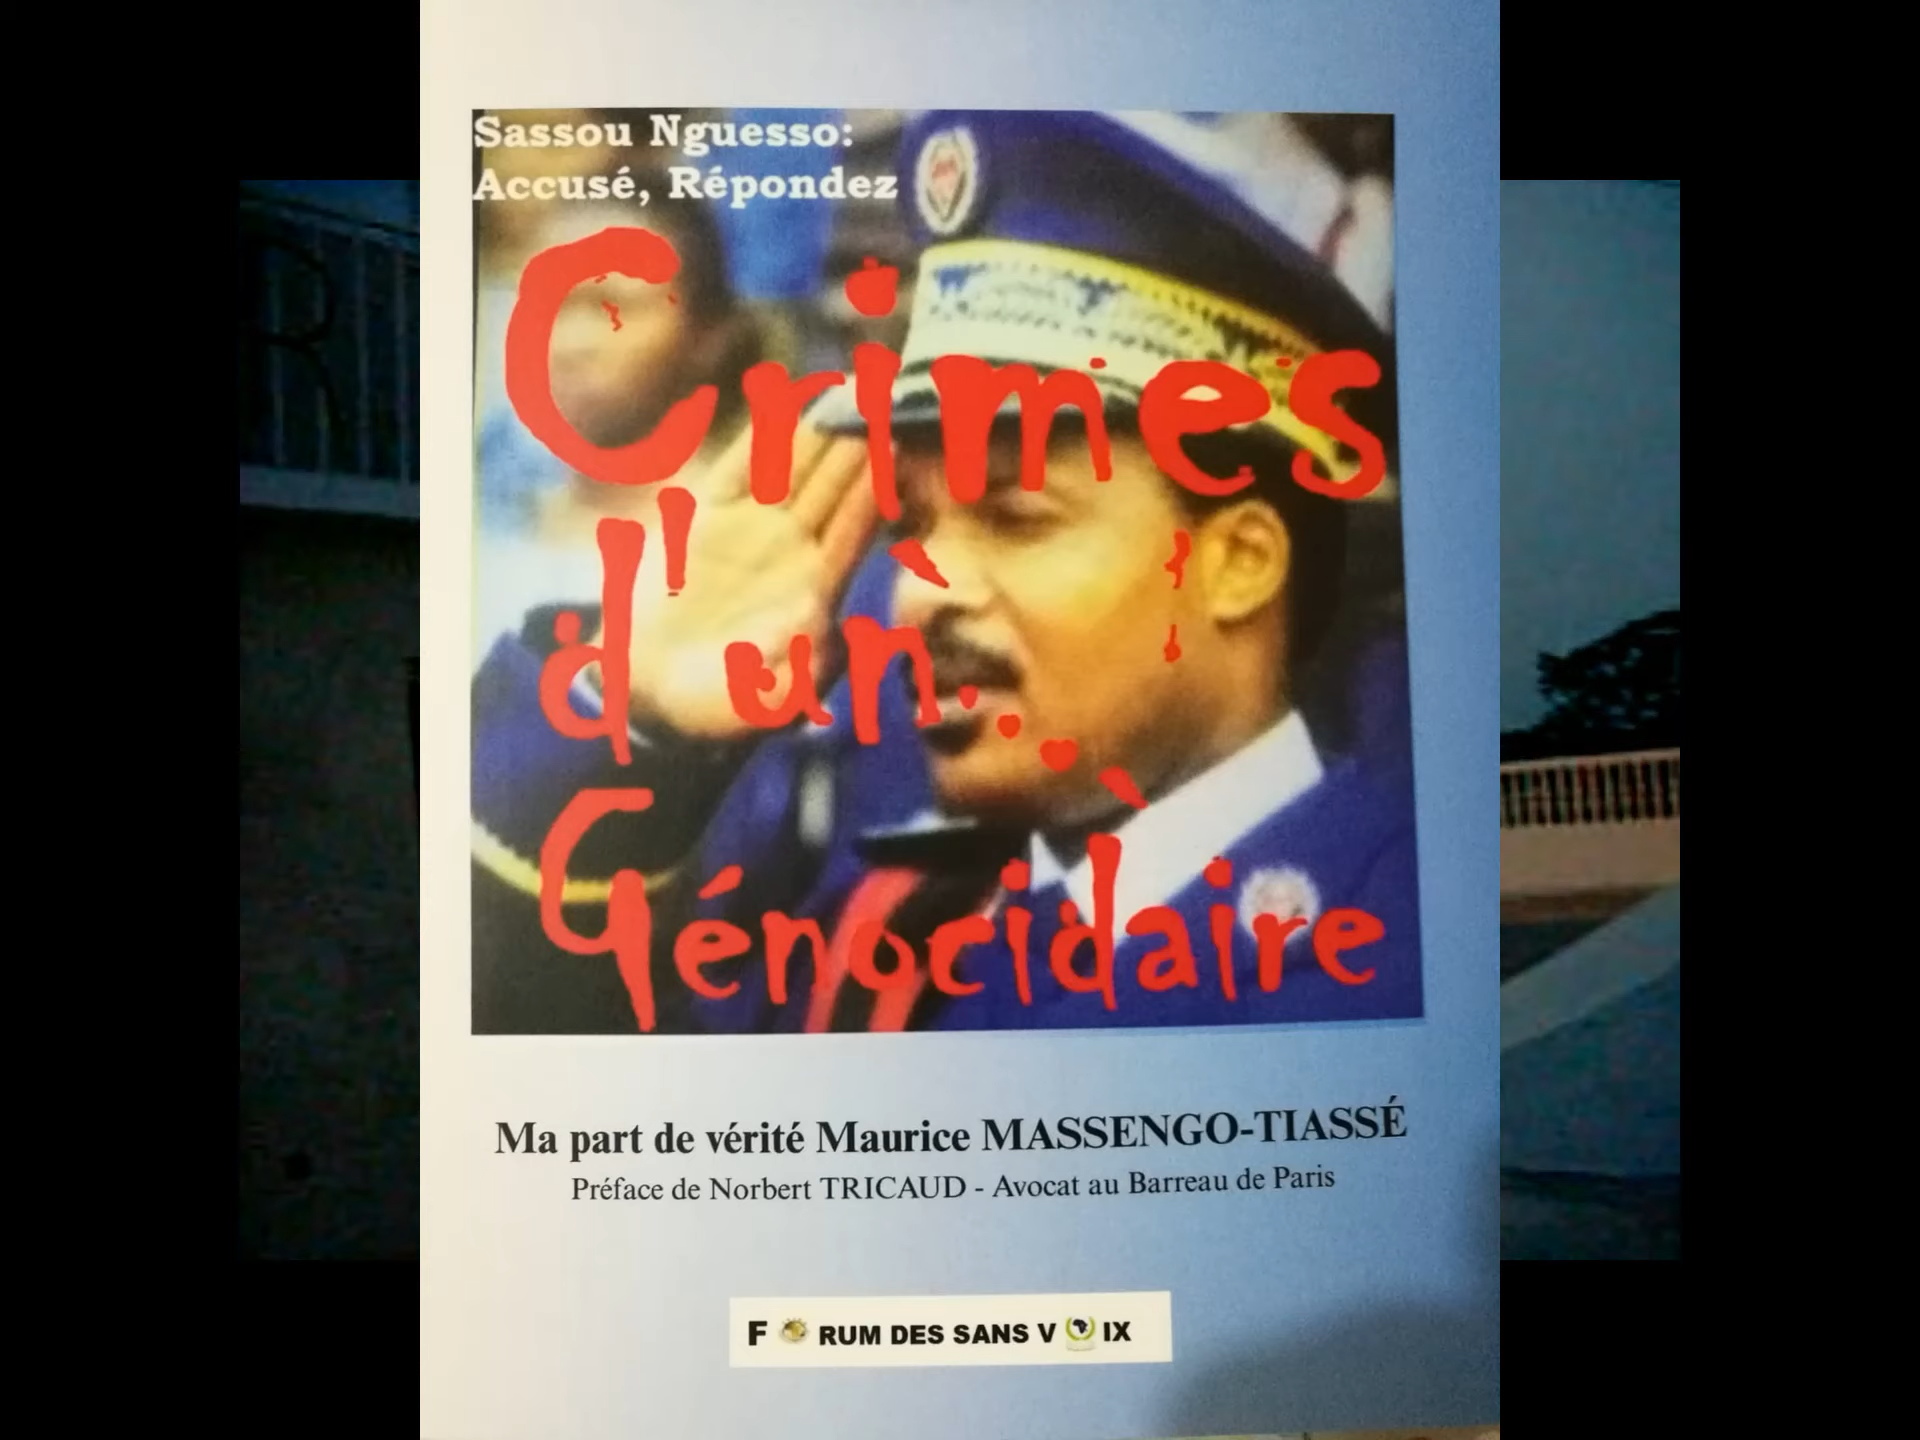 Sassou Nguesso:
Accusé, Répondez
Crimes
d'un
Génocidaire
Ma part de vérité Maurice MASSENGO-TIASSÉ
Préface de Norbert TRICAUD - Avocat au Barreau de Paris
FORUM DES SANS VOIX